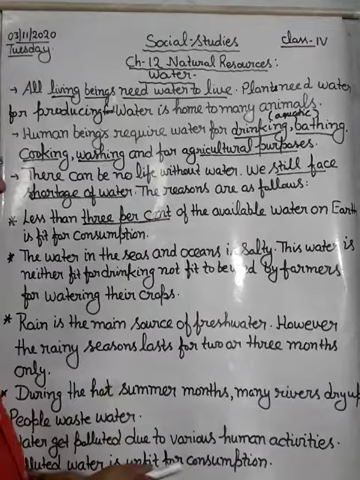 03/11/2020 Social-Studies Class-IV
Tuesday
Ch-12 Natural Resources:
Water
→ All living beings need water to live. Plants need water
for producing food Water is home to many animals.
(aquatic)
→ Human beings require water for drinking, bathing,
Cooking, washing and for agricultural purposes.
→ There can be no life without water. We still face
shortage of water. The reasons are as follows:
* Less than three per cent of the available water on Earth
is fit for consumption.
* The water in the seas and oceans is salty. This water is
neither fit for drinking not fit to be used by farmers
for watering their crops.
* Rain is the main source of freshwater. However
the rainy seasons lasts for two or three months
only.
* During the hot summer months, many rivers dry up
People waste water.
Water get polluted due to various human activities.
Polluted water is unfit for consumption.